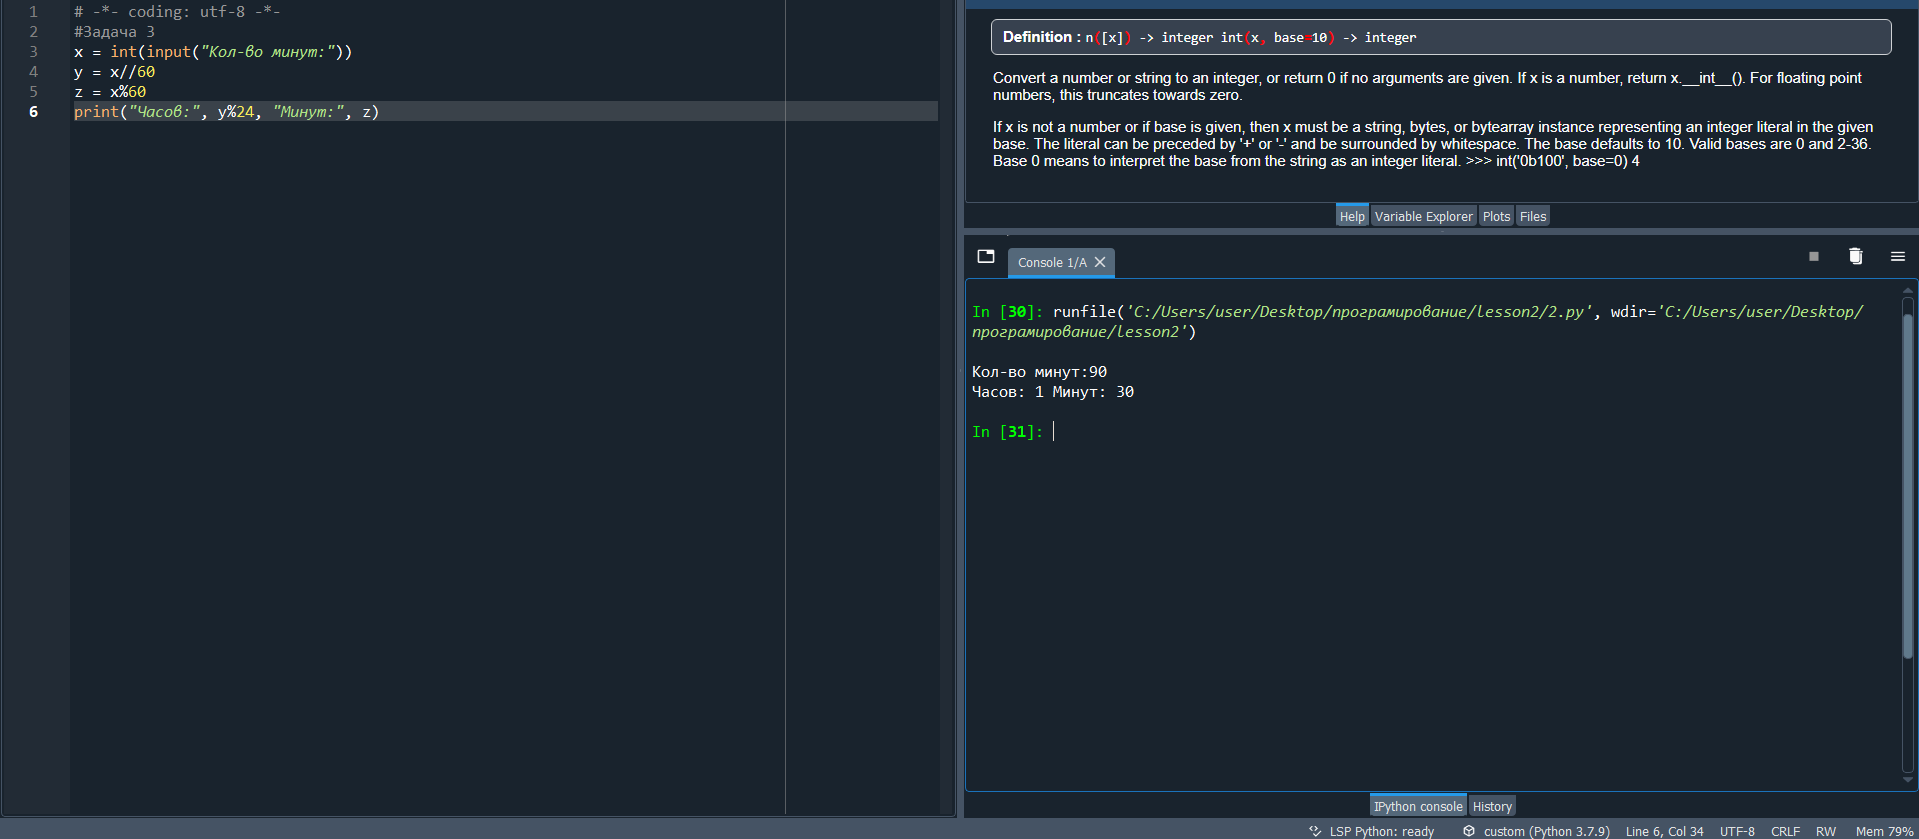 1 # -*- coding: utf-8 -*-
2 #Задача 3
3 x = int(input("Кол-во минут:"))
4 y = x//60
5 z = x%60
6 print("Часов:", y%24, "Минут:", z)
Definition : n([x]) -> integer int(x, base=10) -> integer
Convert a number or string to an integer, or return 0 if no arguments are given. If x is a number, return x.__int__(). For floating point
numbers, this truncates towards zero.
If x is not a number or if base is given, then x must be a string, bytes, or bytearray instance representing an integer literal in the given
base. The literal can be preceded by '+' or '-' and be surrounded by whitespace. The base defaults to 10. Valid bases are 0 and 2-36.
Base 0 means to interpret the base from the string as an integer literal. >>> int('0b100', base=0) 4
Help Variable Explorer Plots Files
Console 1/A
In [30]: runfile('C:/Users/user/Desktop/програмирование/lesson2/2.py', wdir='C:/Users/user/Desktop/
програмирование/lesson2')
Кол-во минут:90
Часов: 1 Минут: 30
In [31]:
IPython console History
LSP Python: ready custom (Python 3.7.9) Line 6, Col 34 UTF-8 CRLF RW Mem 79%